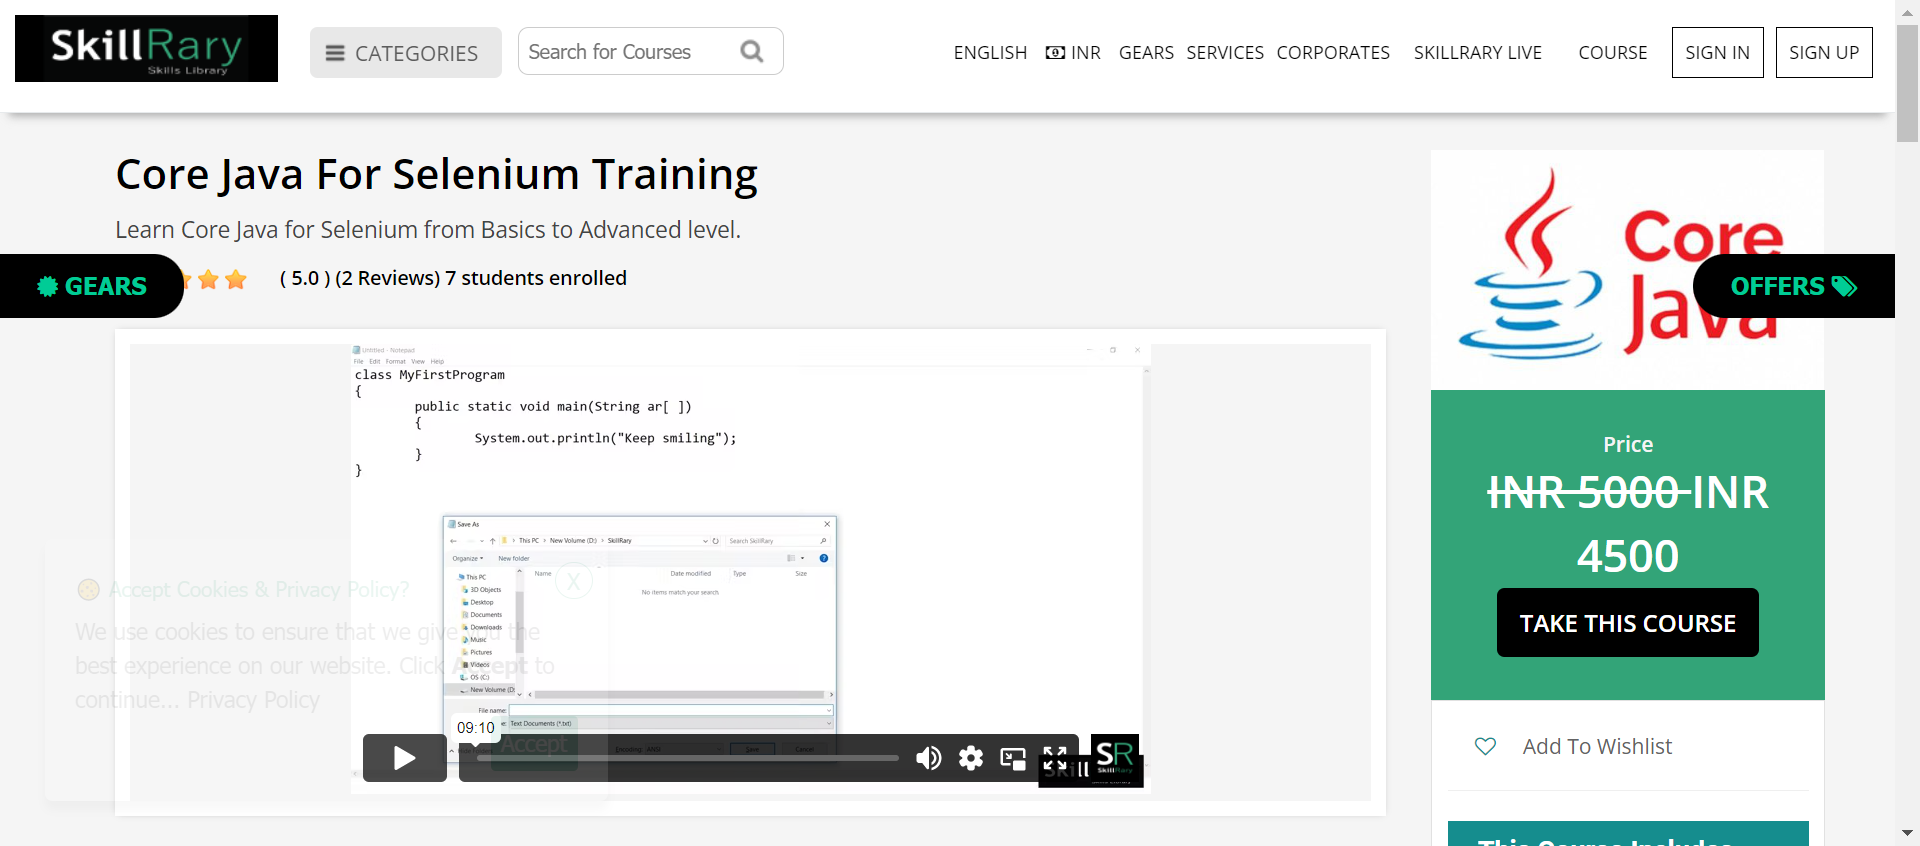 SkillRary
Skills Library
CATEGORIES
Search for Courses
ENGLISH
INR
GEARS
SERVICES
CORPORATES
SKILLRARY LIVE
COURSE
SIGN IN
SIGN UP
Core Java For Selenium Training
Learn Core Java for Selenium from Basics to Advanced level.
GEARS
( 5.0 ) (2 Reviews) 7 students enrolled
Untitled - Notepad
File Edit Format View Help
class MyFirstProgram
{
public static void main(String ar[ ])
{
System.out.println("Keep smiling");
}
}
Save As
This PC > New Volume (D:) > SkillRary
Search SkillRary
Organize
New folder
Name
Date modified
Type
Size
No items match your search
This PC
3D Objects
Desktop
Documents
Downloads
Music
Pictures
Videos
OS (C:)
New Volume (D:
File name:
Text Documents (*.txt)
Encoding: ANSI
Save
Cancel
Accept Cookies & Privacy Policy?
X
We use cookies to ensure that we give you the
best experience on our website. Click Accept to
continue... Privacy Policy
Accept
09:10
SR
SkillRary
Core
Java
OFFERS
Price
INR 5000 INR
4500
TAKE THIS COURSE
Add To Wishlist
This Course Includes